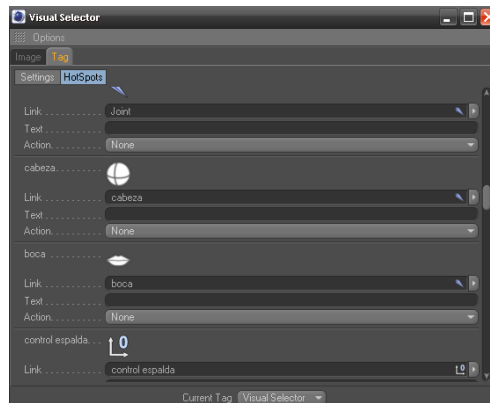 Visual Selector
Options
Image Tag
Settings HotSpots
Link . . . . . . . . . . . Joint
Text . . . . . . . . . . .
Action. . . . . . . . . . None
cabeza. . . . . . . .
Link . . . . . . . . . . . cabeza
Text . . . . . . . . . . .
Action. . . . . . . . . . None
boca . . . . . . . . . .
Link . . . . . . . . . . . boca
Text . . . . . . . . . . .
Action. . . . . . . . . . None
control espalda. . . 0
Link . . . . . . . . . . . control espalda
Current Tag Visual Selector